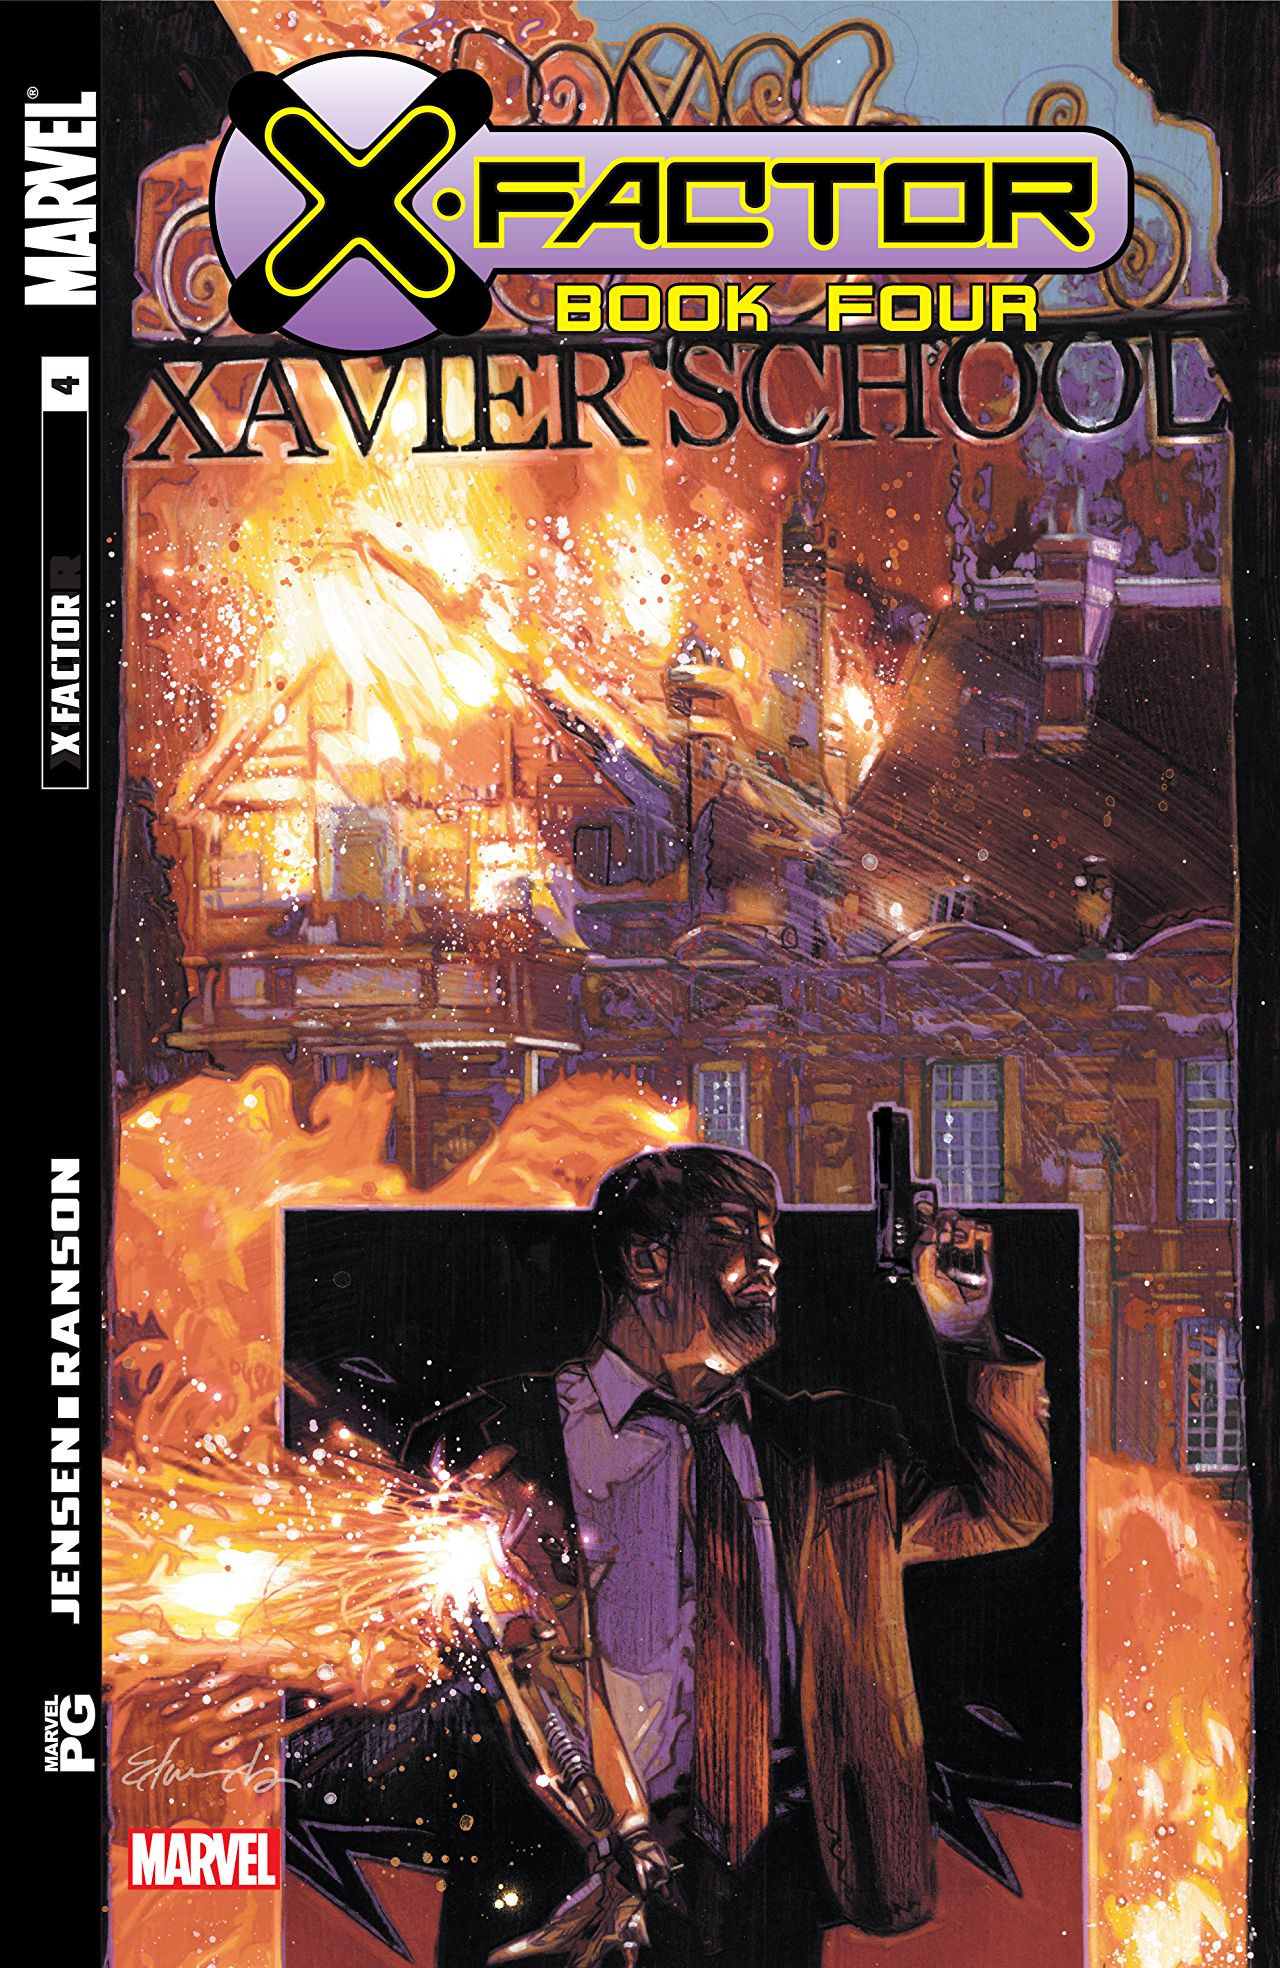 MARVEL®
4
X-FACTOR
JENSEN ■ RANSON
MARVEL
PG
X·FACTOR
BOOK FOUR
XAVIER SCHOOL
MARVEL